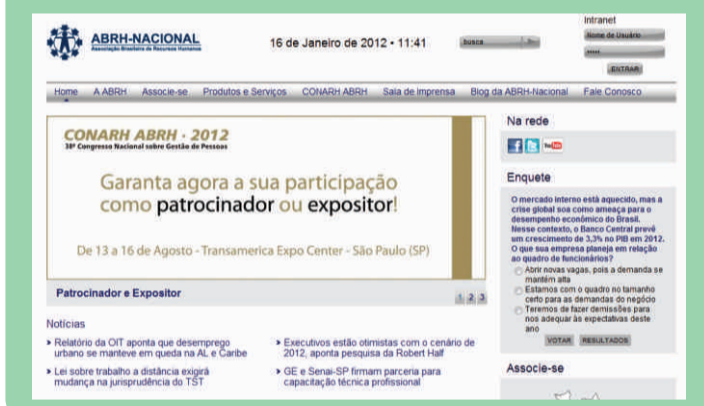 ABRH-NACIONAL
Associação Brasileira de Recursos Humanos
16 de Janeiro de 2012 • 11:41
busca
Intranet
Nome de Usuário
ENTRAR
Home A ABRH Associe-se Produtos e Serviços CONARH ABRH Sala de Imprensa Blog da ABRH-Nacional Fale Conosco
CONARH ABRH - 2012
38º Congresso Nacional sobre Gestão de Pessoas
Garanta agora a sua participação
como patrocinador ou expositor!
De 13 a 16 de Agosto - Transamerica Expo Center - São Paulo (SP)
Patrocinador e Expositor
1 2 3
Notícias
Relatório da OIT aponta que desemprego
urbano se manteve em queda na AL e Caribe
Lei sobre trabalho a distância exigirá
mudança na jurisprudência do TST
Executivos estão otimistas com o cenário de
2012, aponta pesquisa da Robert Half
GE e Senai-SP firmam parceria para
capacitação técnica profissional
Na rede
Enquete
O mercado interno está aquecido, mas a
crise global soa como ameaça para o
desempenho econômico do Brasil.
Nesse contexto, o Banco Central prevê
um crescimento de 3,3% no PIB em 2012.
O que sua empresa planeja em relação
ao quadro de funcionários?
Abrir novas vagas, pois a demanda se
mantém alta
Estamos com o quadro no tamanho
certo para as demandas do negócio
Teremos de fazer demissões para
nos adequar às expectativas deste
ano
VOTAR RESULTADOS
Associe-se